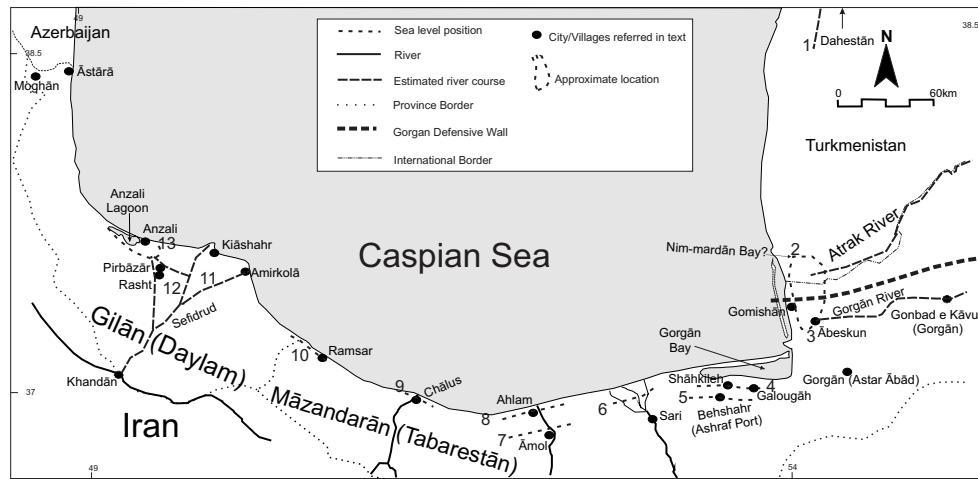 49
38.5
Azerbaijan
Āstārā
Moghān
Sea level position
River
Estimated river course
Province Border
Gorgan Defensive Wall
International Border
City/Villages referred in text
Approximate location
1
Dahestān
38.5
N
0
60km
Turkmenistan
Anzali
Lagoon
Anzali
13
Kiāshahr
Pirbāzār
Rasht
12
11
Amirkolā
Sefidrud
Caspian Sea
Nim-mardān Bay?
2
Atrak River
Gomishān
Gorgān River
Gonbad e Kāvus
(Gorgān)
3
Ābeskun
Gorgān
Bay
Gilān (Daylam)
10
Ramsar
Khandān
37
Iran
Māzandarān (Tabarestān)
9
Chālus
8
Ahlam
7
Āmol
6
Sari
Shāhkileh
4
Galougāh
5
Behshahr
(Ashraf Port)
Gorgān (Astar Ābād)
37
49
54